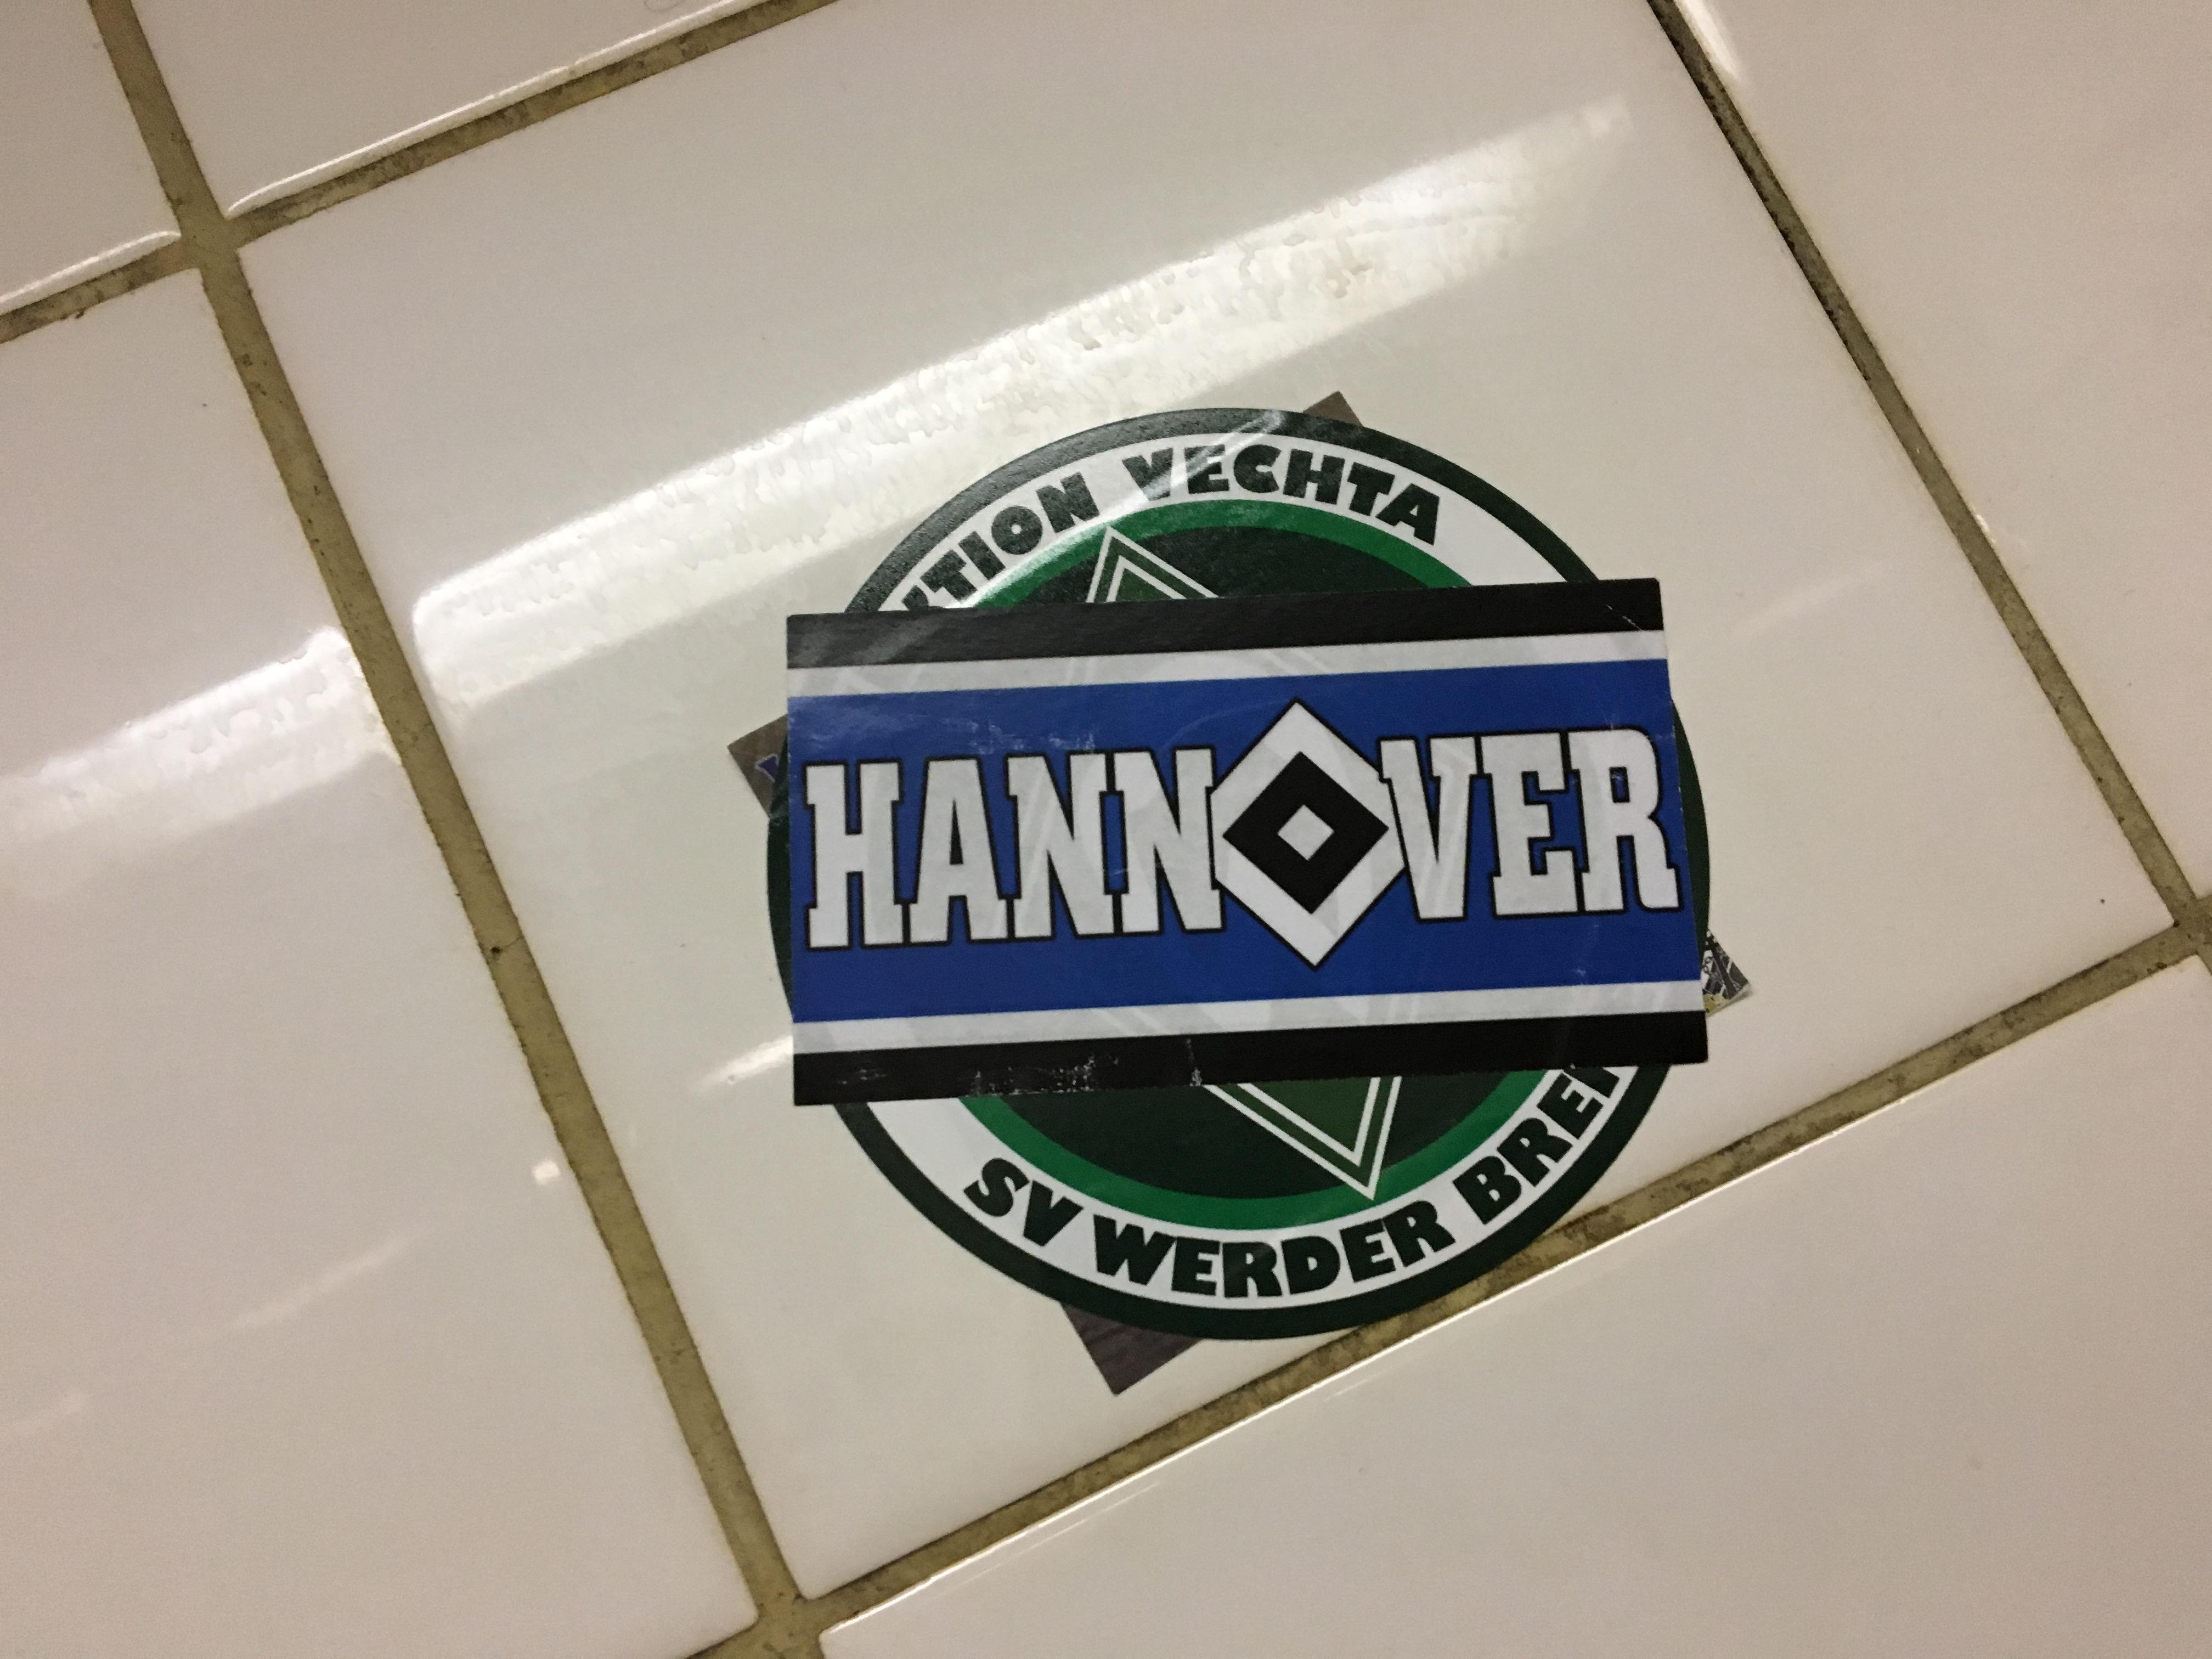 TION VECHTA
HANNOVER
SV WERDER BRE